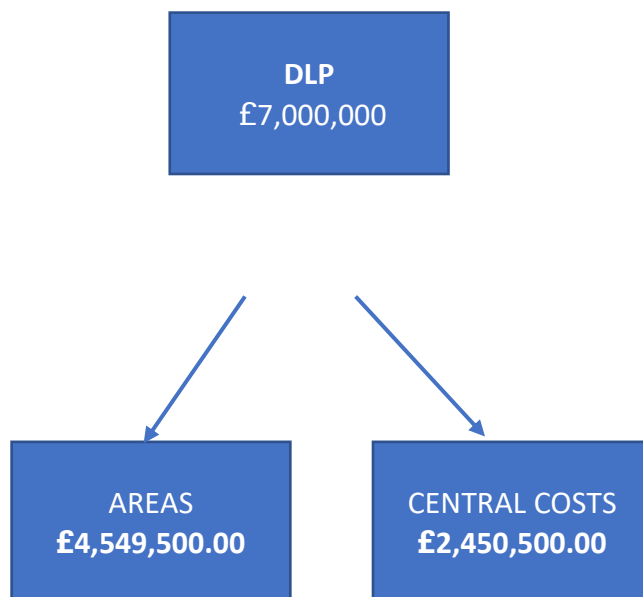 DLP
£7,000,000
AREAS
£4,549,500.00
CENTRAL COSTS
£2,450,500.00